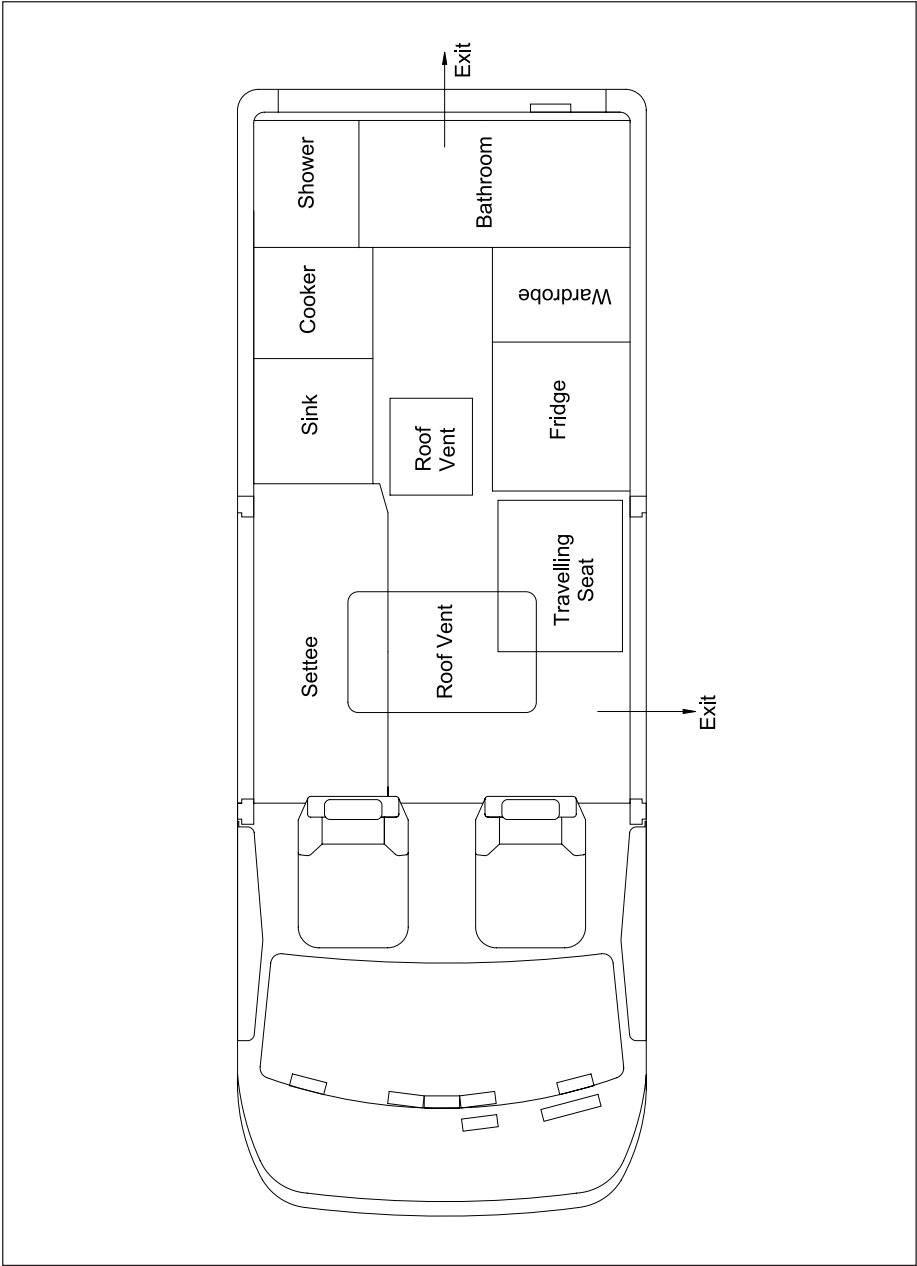 Exit
Shower
Bathroom
Cooker
Wardrobe
Sink
Roof
Vent
Fridge
Settee
Roof Vent
Travelling
Seat
Exit